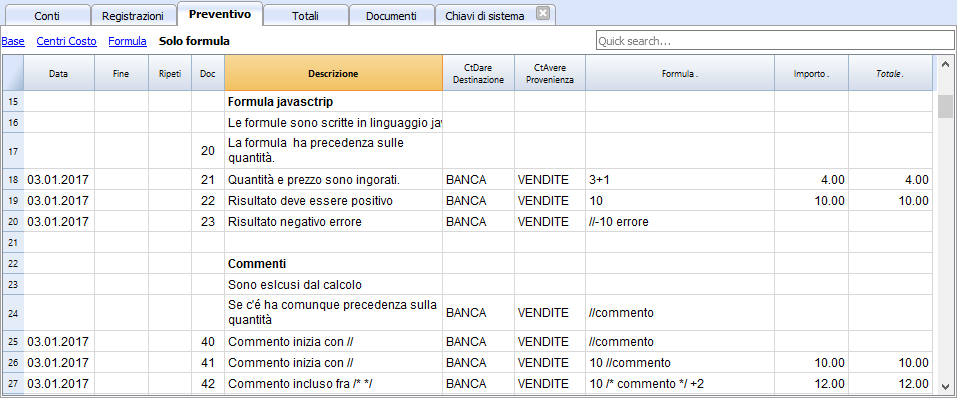 Conti Registrazioni Preventivo Totali Documenti Chiavi di sistema
Base Centri Costo Formula Solo formula Quick search...
Data Fine Ripeti Doc Descrizione CtDare Destinazione CtAvere Provenienza Formula . Importo . Totale .
15 Formula javasctrip
16 Le formule sono scritte in linguaggio jav
17 20 La formula ha precedenza sulle
quantità.
18 03.01.2017 21 Quantità e prezzo sono ingorati. BANCA VENDITE 3+1 4.00 4.00
19 03.01.2017 22 Risultato deve essere positivo BANCA VENDITE 10 10.00 10.00
20 03.01.2017 23 Risultato negativo errore BANCA VENDITE //-10 errore
21
22 Commenti
23 Sono eslcusi dal calcolo
24 Se c'é ha comunque precedenza sulla
quantità BANCA VENDITE //commento
25 03.01.2017 40 Commento inizia con // BANCA VENDITE //commento
26 03.01.2017 41 Commento inizia con // BANCA VENDITE 10 //commento 10.00 10.00
27 03.01.2017 42 Commento incluso fra /* */ BANCA VENDITE 10 /* commento */ +2 12.00 12.00